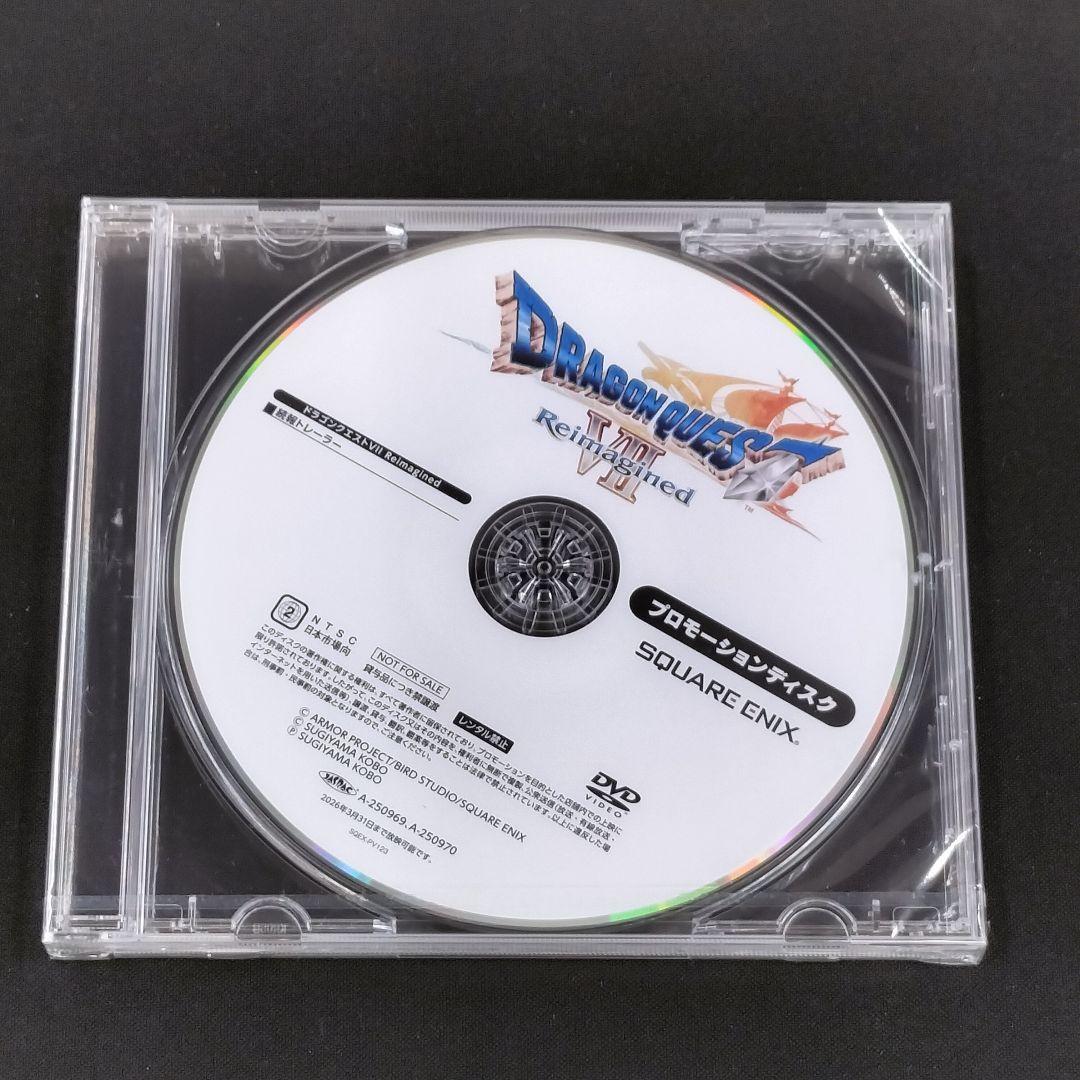 DRAGON QUEST
VII
Reimagined
TM
ドラゴンクエストVII Reimagined
■続報トレーラー
プロモーションディスク
SQUARE ENIX®
2
NTSC
日本市場向
NOT FOR SALE
貸与品につき禁譲渡
レンタル禁止
このディスクの著作権に関する権利は、すべて著作者に留保されており、プロモーションを目的とした店舗内での上映に
限り許諾されております。したがって、このディスク又はその内容を、権利者に無断で複製、公衆送信(放送・有線放送、
インターネットを用いた送信等)、譲渡、貸与、翻訳、翻案等をすることは法律で禁止されています。以上に違反した場
合は、刑事罰・民事罰の対象となりますので、ご注意ください。
© ARMOR PROJECT/BIRD STUDIO/SQUARE ENIX
© SUGIYAMA KOBO
℗ SUGIYAMA KOBO
JASRAC
A-250969, A-250970
2026年3月31日まで放映可能です。
SQEX-PV123
DVD
VIDEO